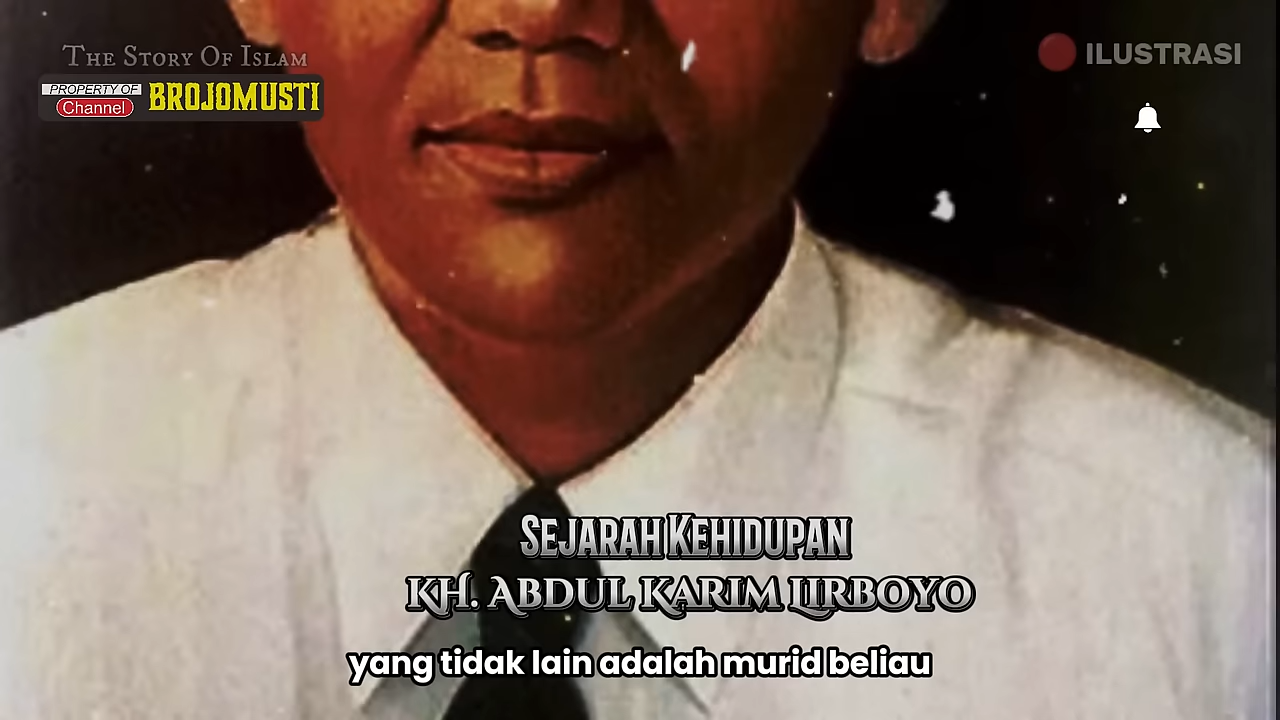 The Story Of Islam
PROPERTY OF
Channel
BROJOMUSTI
ILUSTRASI
SEJARAH KEHIDUPAN
KH. ABDUL KARIM LIRBOYO
yang tidak lain adalah murid beliau